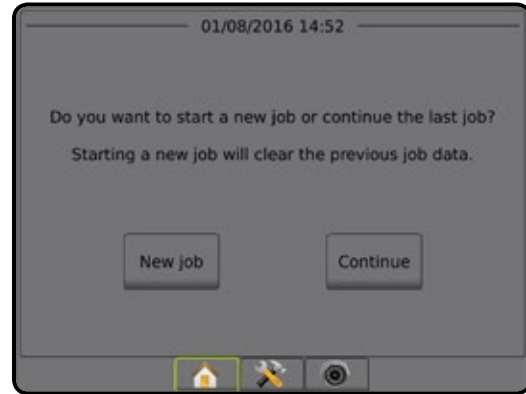 01/08/2016 14:52
Do you want to start a new job or continue the last job?
Starting a new job will clear the previous job data.
New job
Continue